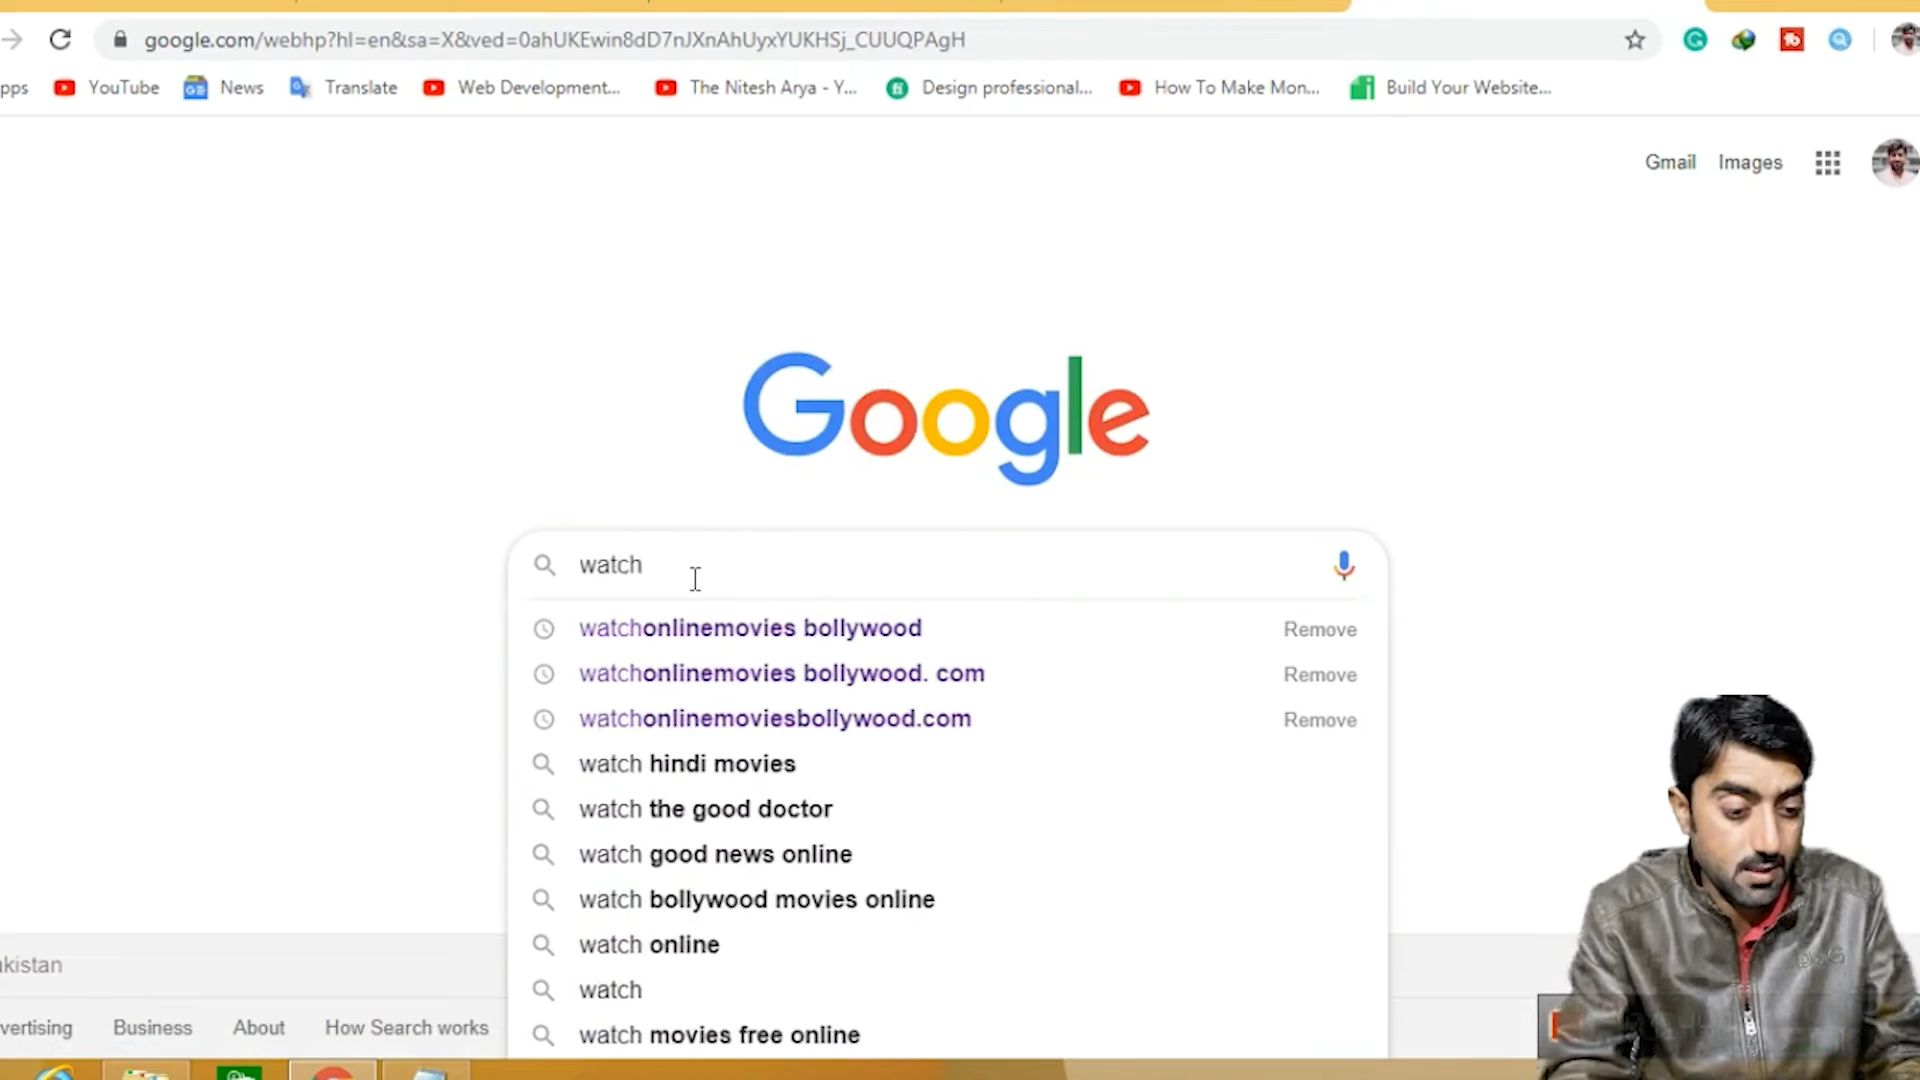 google.com/webhp?hl=en&sa=X&ved=0ahUKEwin8dD7nJXnAhUyxYUKHSj_CUUQPAgH
pps YouTube News Translate Web Development... The Nitesh Arya - Y... Design professional... How To Make Mon... Build Your Website...
Gmail Images
Google
watch
watchonlinemovies bollywood Remove
watchonlinemovies bollywood. com Remove
watchonlinemoviesbollywood.com Remove
watch hindi movies
watch the good doctor
watch good news online
watch bollywood movies online
watch online
watch
watch movies free online
kistan
vertising Business About How Search works